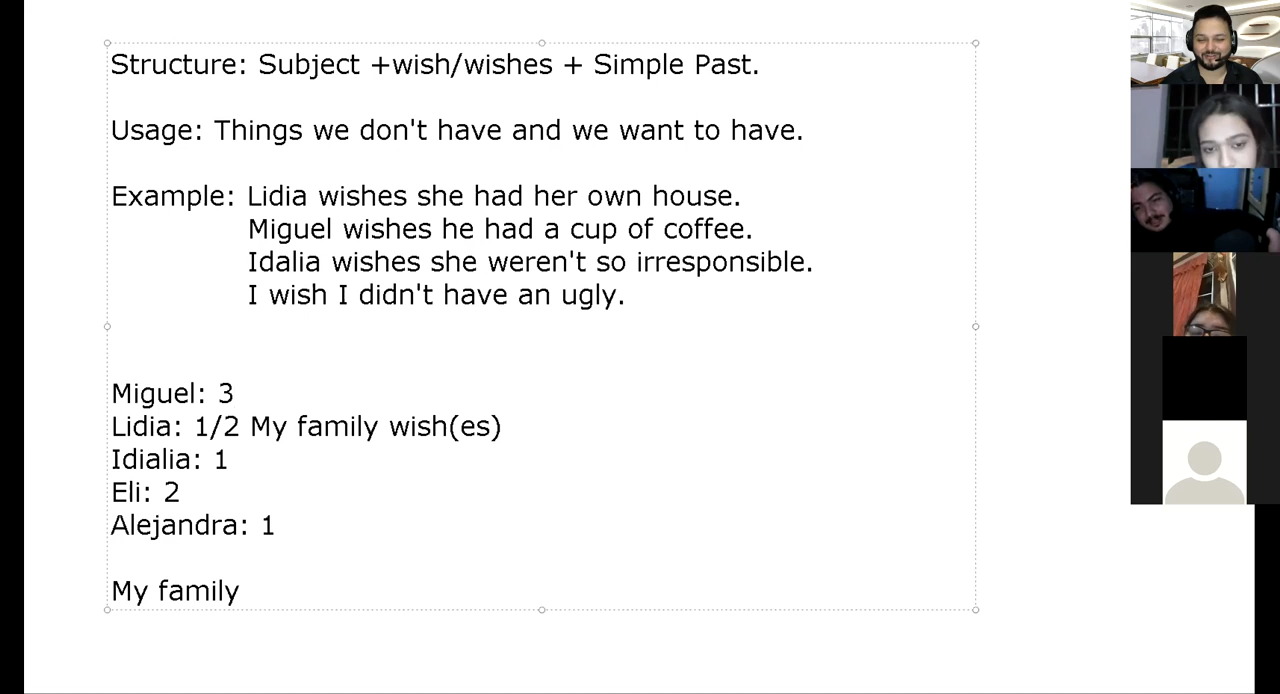 Structure: Subject +wish/wishes + Simple Past.
Usage: Things we don't have and we want to have.
Example: Lidia wishes she had her own house.
Miguel wishes he had a cup of coffee.
Idalia wishes she weren't so irresponsible.
I wish I didn't have an ugly.
Miguel: 3
Lidia: 1/2 My family wish(es)
Idialia: 1
Eli: 2
Alejandra: 1
My family